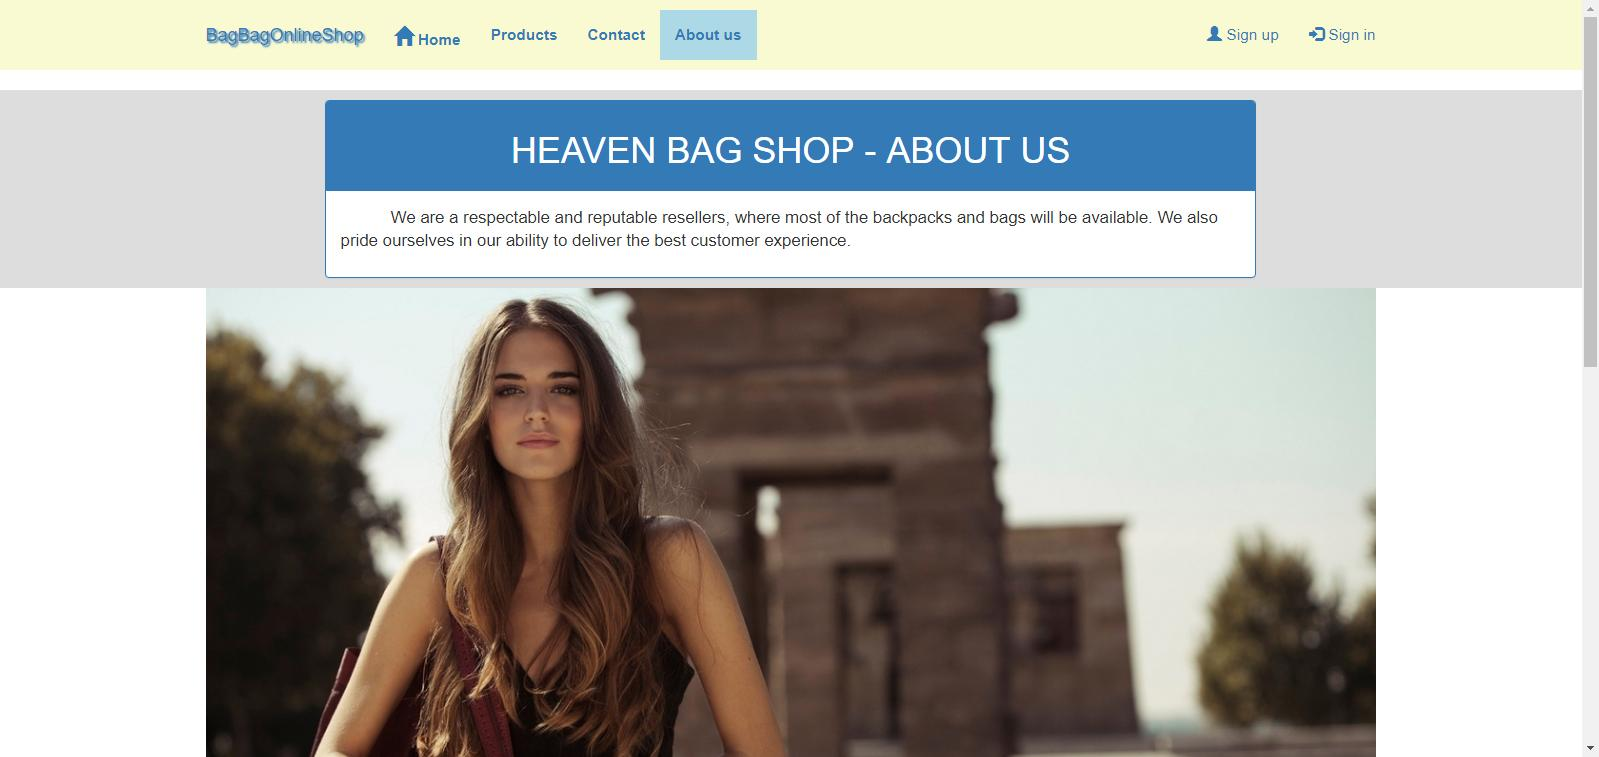 BagBagOnlineShop Home Products Contact About us Sign up Sign in
HEAVEN BAG SHOP - ABOUT US
We are a respectable and reputable resellers, where most of the backpacks and bags will be available. We also
pride ourselves in our ability to deliver the best customer experience.